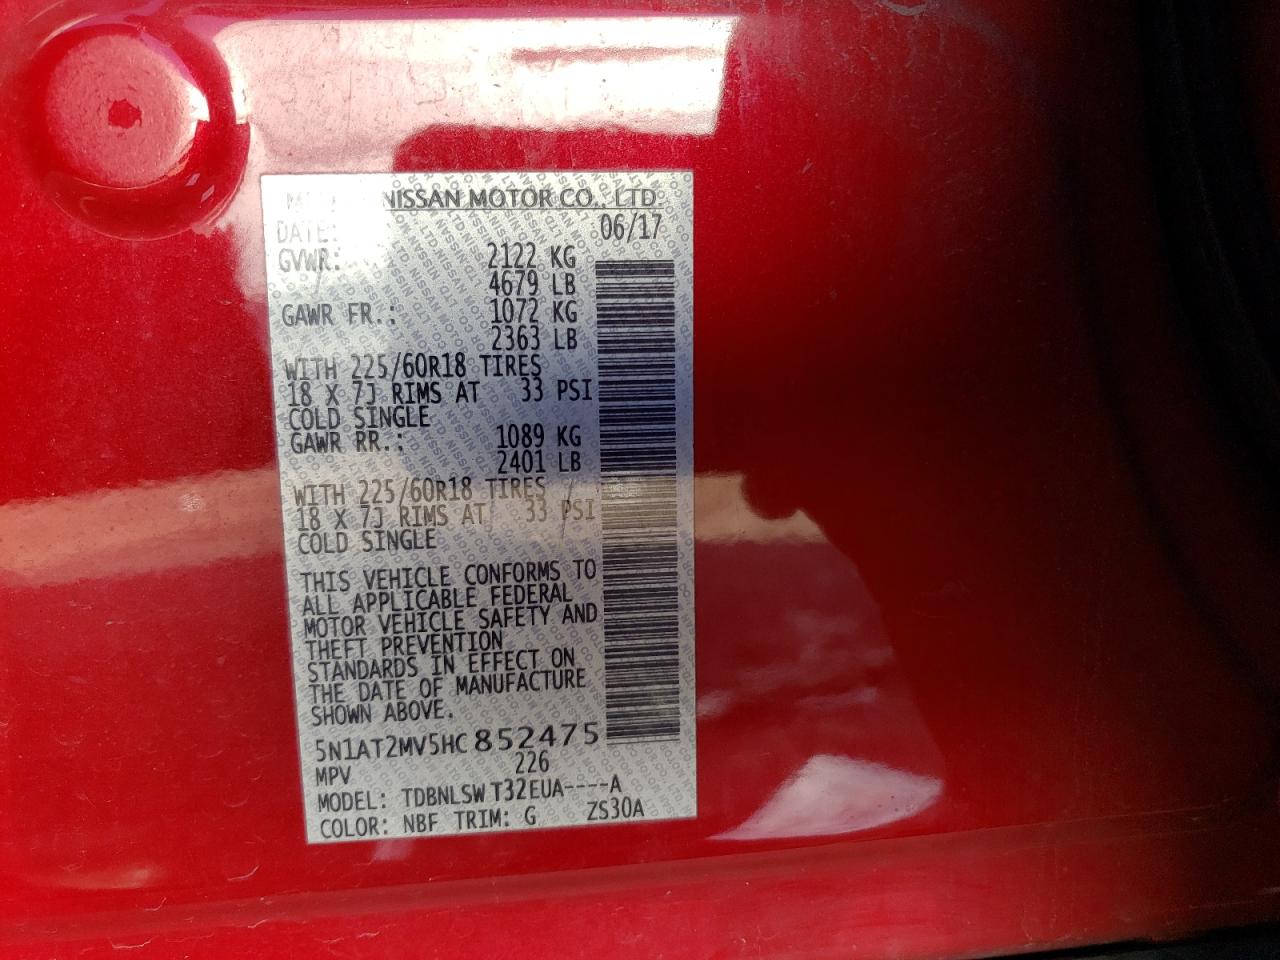 NISSAN MOTOR CO., LTD.
DATE: 06/17
GVWR: 2122 KG
4679 LB
GAWR FR.: 1072 KG
2363 LB
WITH 225/60R18 TIRES
18 X 7J RIMS AT 33 PSI
COLD SINGLE
GAWR RR.: 1089 KG
2401 LB
WITH 225/60R18 TIRES
18 X 7J RIMS AT 33 PSI
COLD SINGLE
THIS VEHICLE CONFORMS TO
ALL APPLICABLE FEDERAL
MOTOR VEHICLE SAFETY AND
THEFT PREVENTION
STANDARDS IN EFFECT ON
THE DATE OF MANUFACTURE
SHOWN ABOVE.
5N1AT2MV5HC852475
MPV 226
MODEL: TDBNLSW T32EUA----A
COLOR: NBF TRIM: G ZS30A